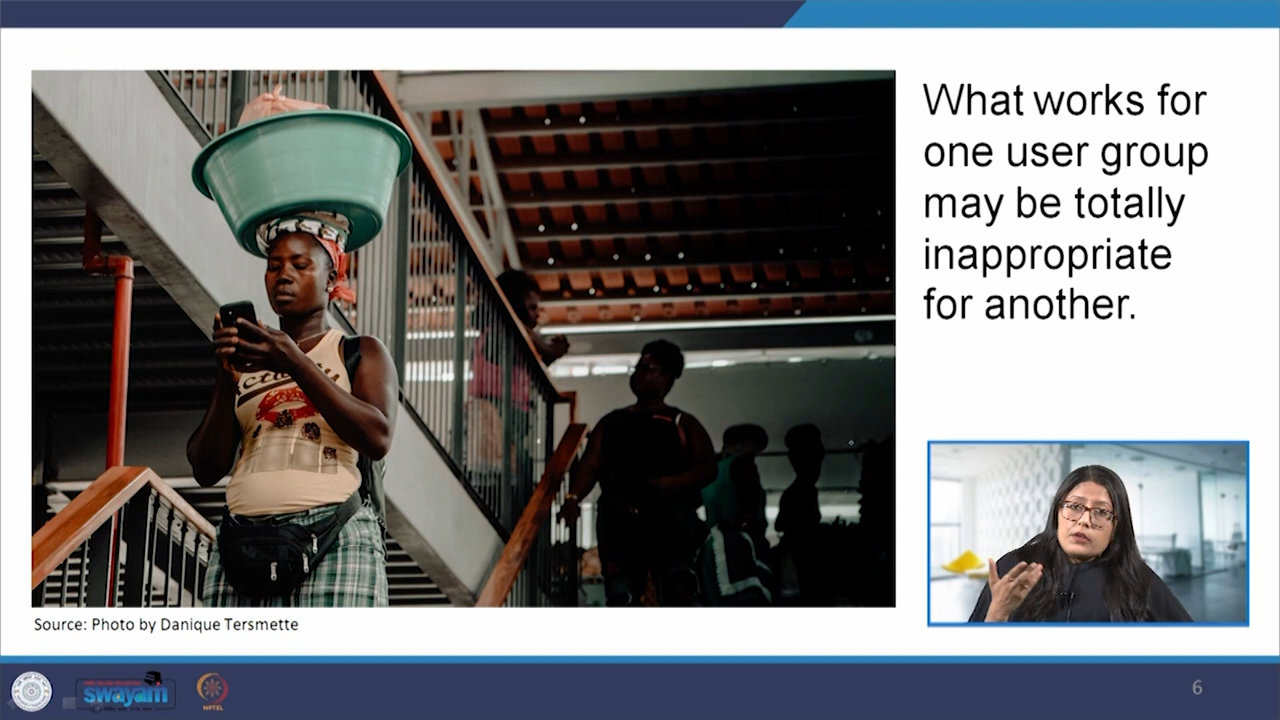 What works for
one user group
may be totally
inappropriate
for another.
Source: Photo by Danique Tersmette
swayam
NPTEL
6